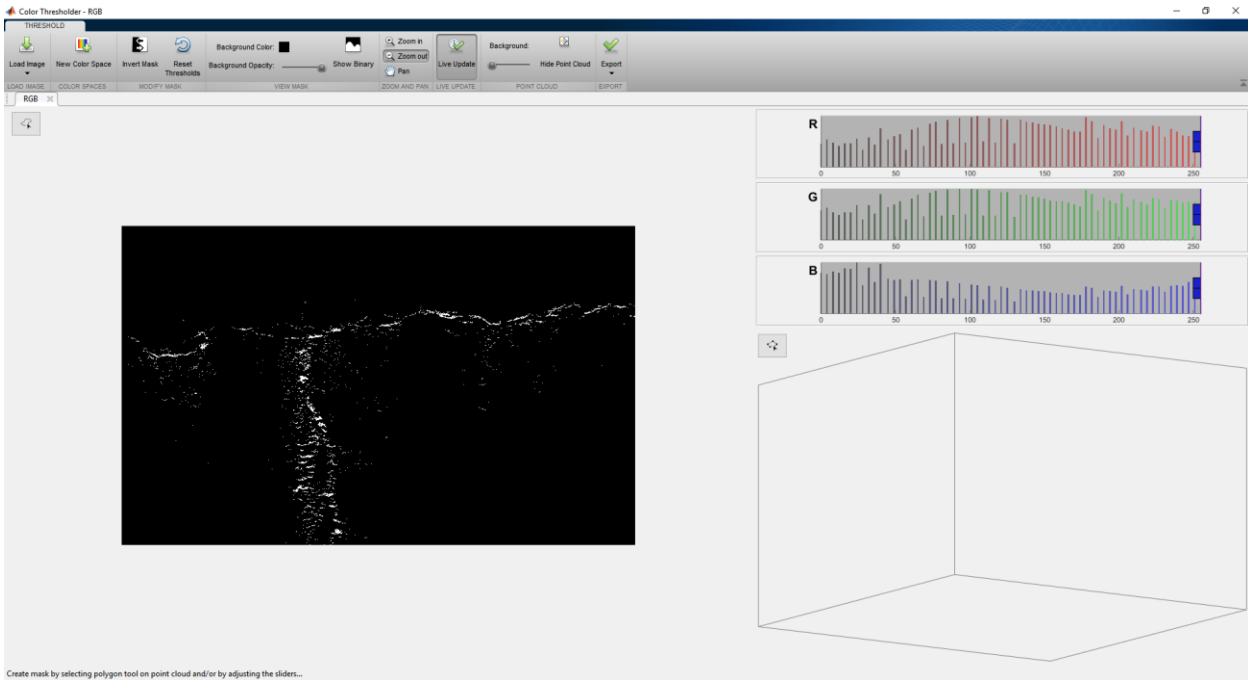 Color Thresholder - RGB
THRESHOLD
Load Image
New Color Space
Invert Mask
Reset Thresholds
Background Color:
Background Opacity:
Show Binary
Zoom in
Zoom out
Pan
Live Update
Background:
Hide Point Cloud
Export
LOAD IMAGE
COLOR SPACES
MODIFY MASK
VIEW MASK
ZOOM AND PAN
LIVE UPDATE
POINT CLOUD
EXPORT
RGB
R
0 50 100 150 200 250
G
0 50 100 150 200 250
B
0 50 100 150 200 250
Create mask by selecting polygon tool on point cloud and/or by adjusting the sliders...